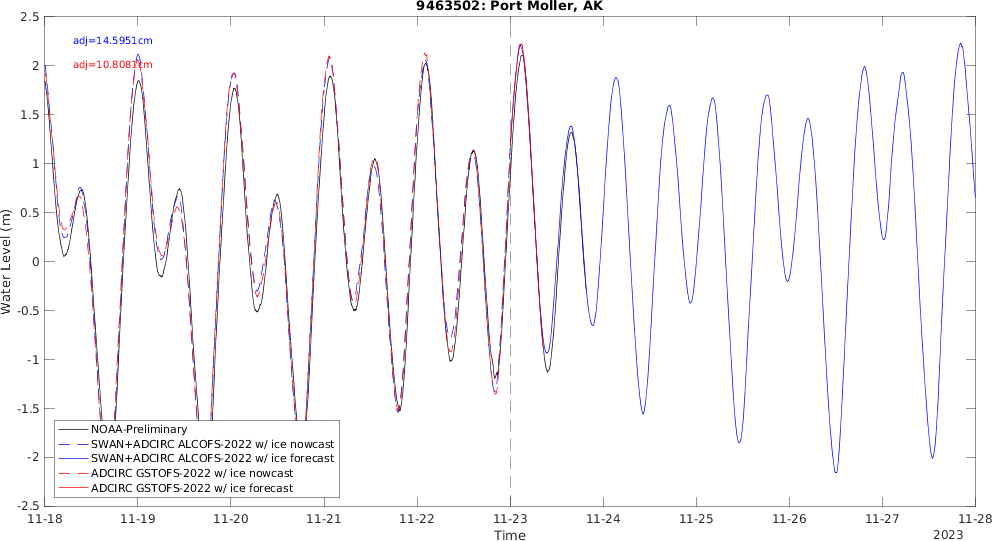 9463502: Port Moller, AK
adj=14.5951cm
adj=10.8081cm
Water Level (m)
2.5
2
1.5
1
0.5
0
-0.5
-1
-1.5
-2
-2.5
NOAA-Preliminary
SWAN+ADCIRC ALCOFS-2022 w/ ice nowcast
SWAN+ADCIRC ALCOFS-2022 w/ ice forecast
ADCIRC GSTOFS-2022 w/ ice nowcast
ADCIRC GSTOFS-2022 w/ ice forecast
11-18 11-19 11-20 11-21 11-22 11-23 11-24 11-25 11-26 11-27 11-28
Time
2023